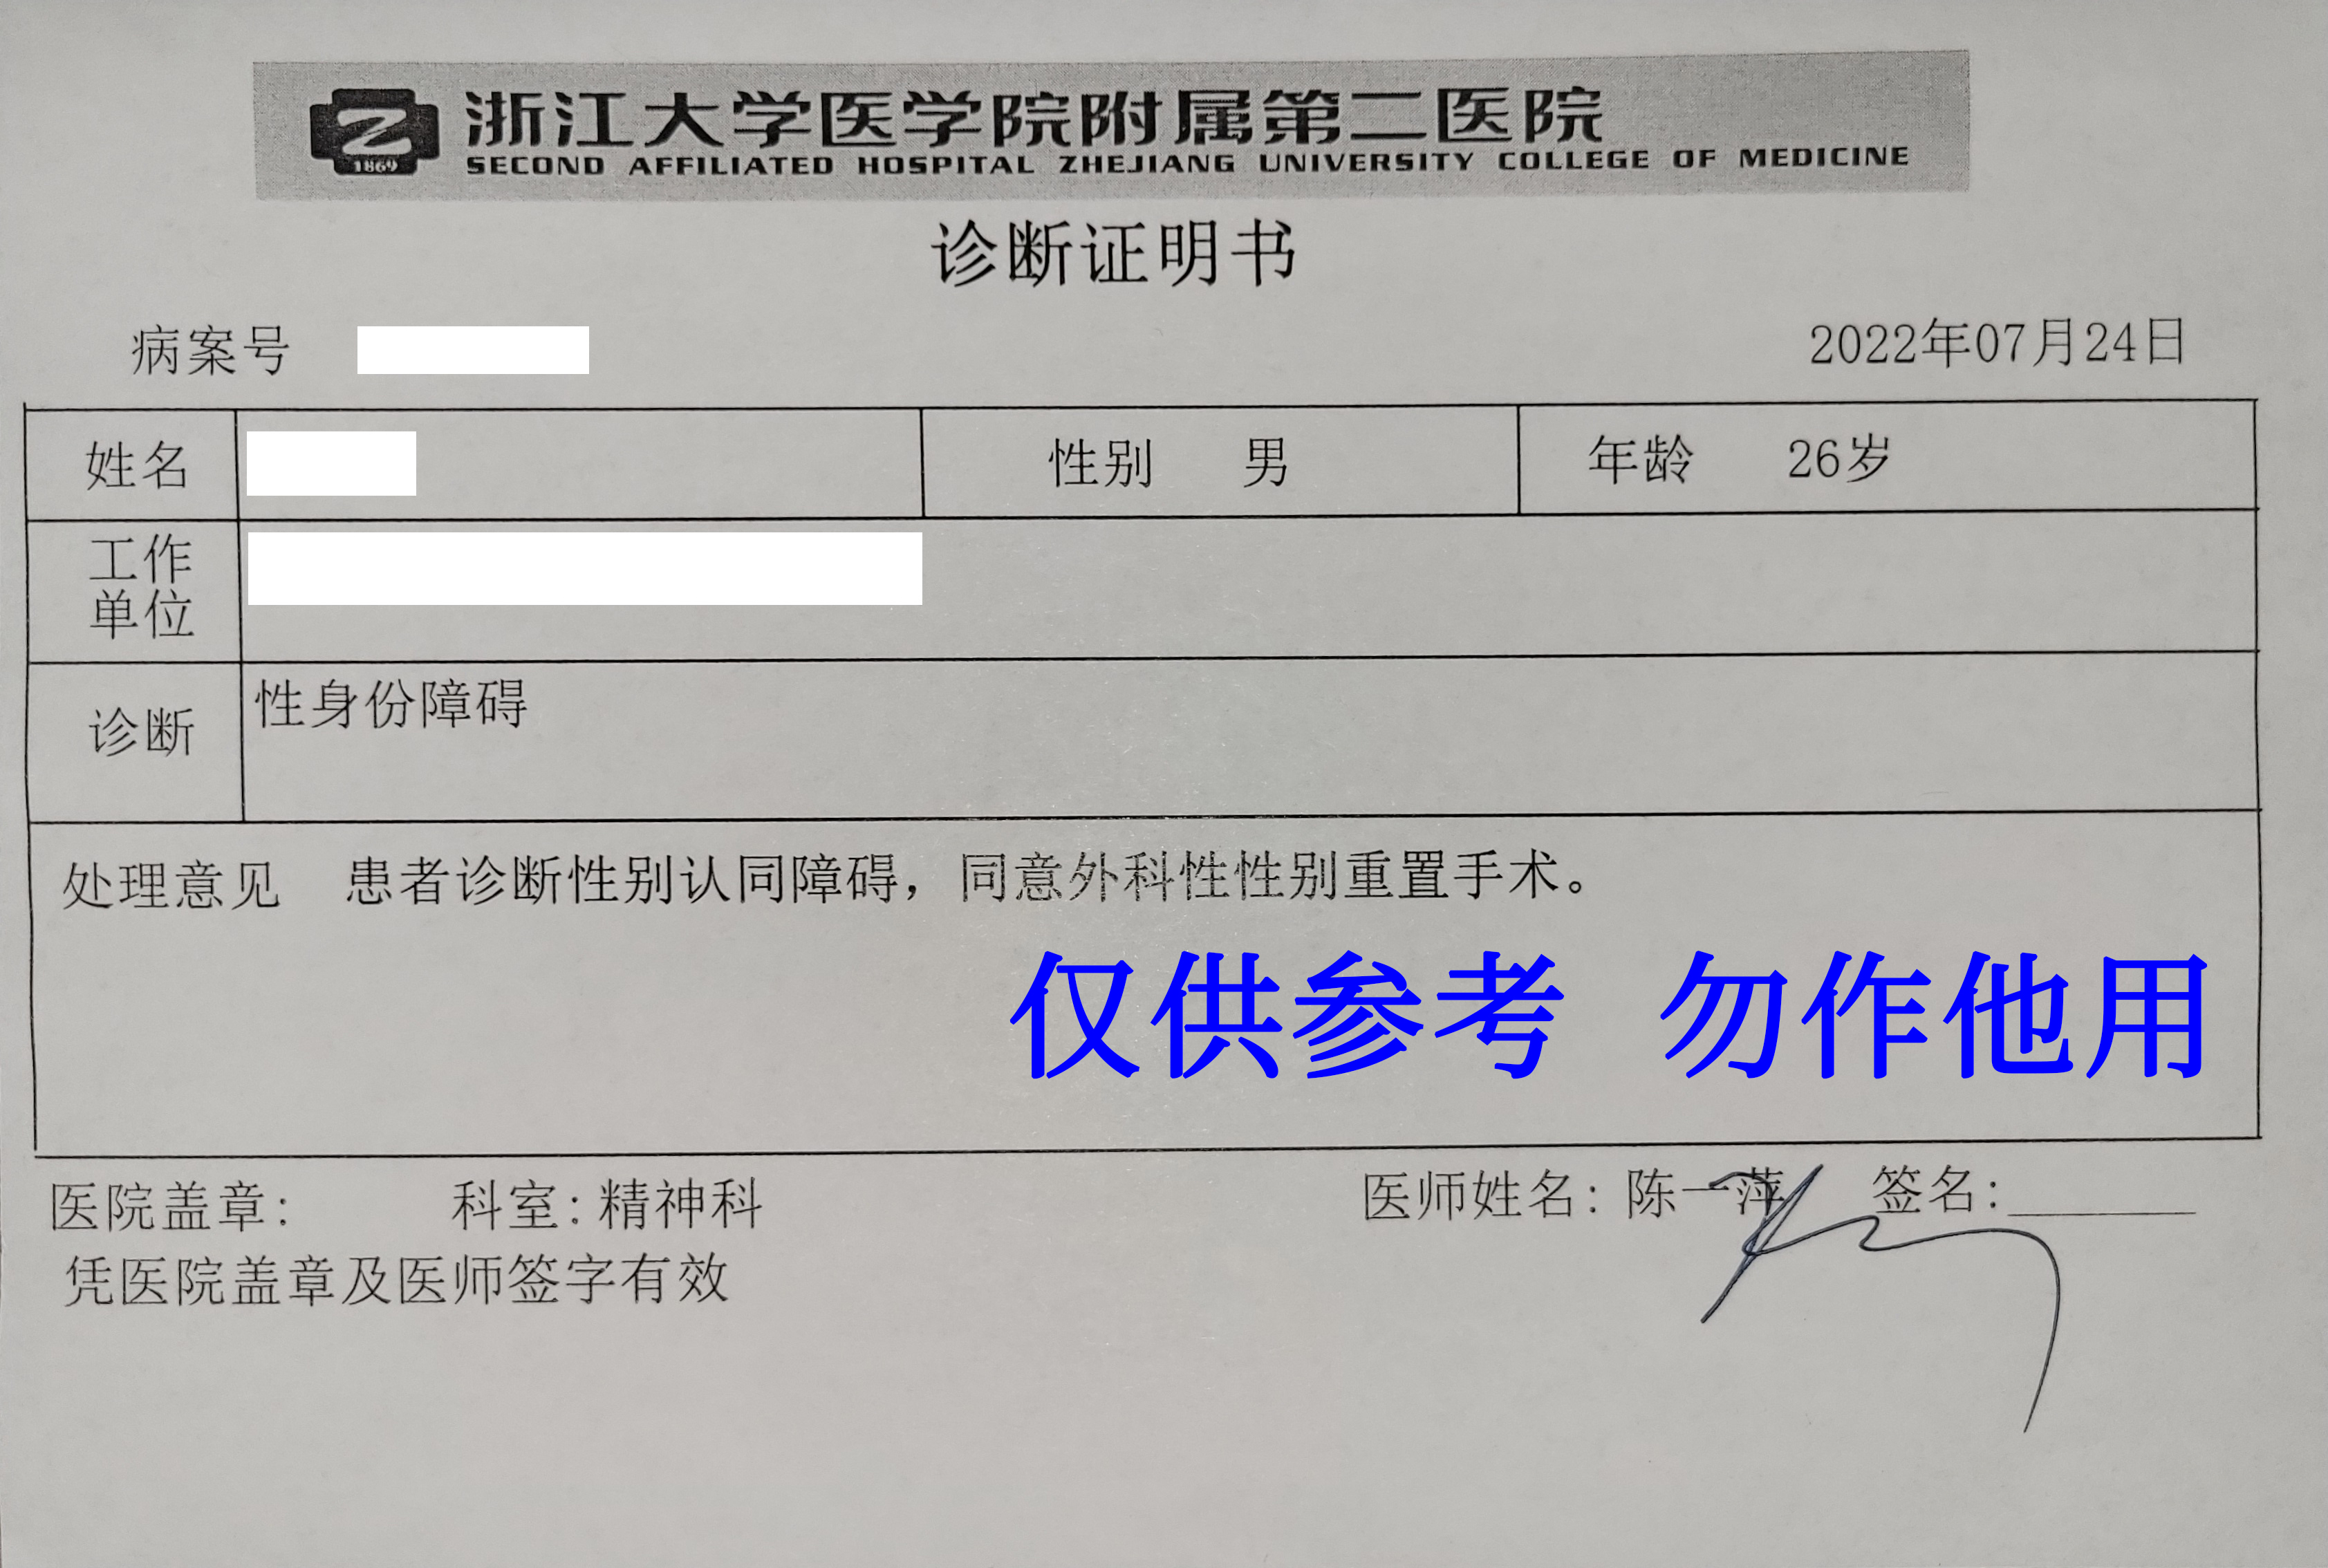 浙江大学医学院附属第二医院
SECOND AFFILIATED HOSPITAL ZHEJIANG UNIVERSITY COLLEGE OF MEDICINE
1869
诊断证明书
病案号 2022年07月24日
姓名 性别 男 年龄 26岁
工作
单位
诊断 性身份障碍
处理意见 患者诊断性别认同障碍，同意外科性性别重置手术。
仅供参考 勿作他用
医院盖章： 科室：精神科 医师姓名：陈一萍 签名：
凭医院盖章及医师签字有效